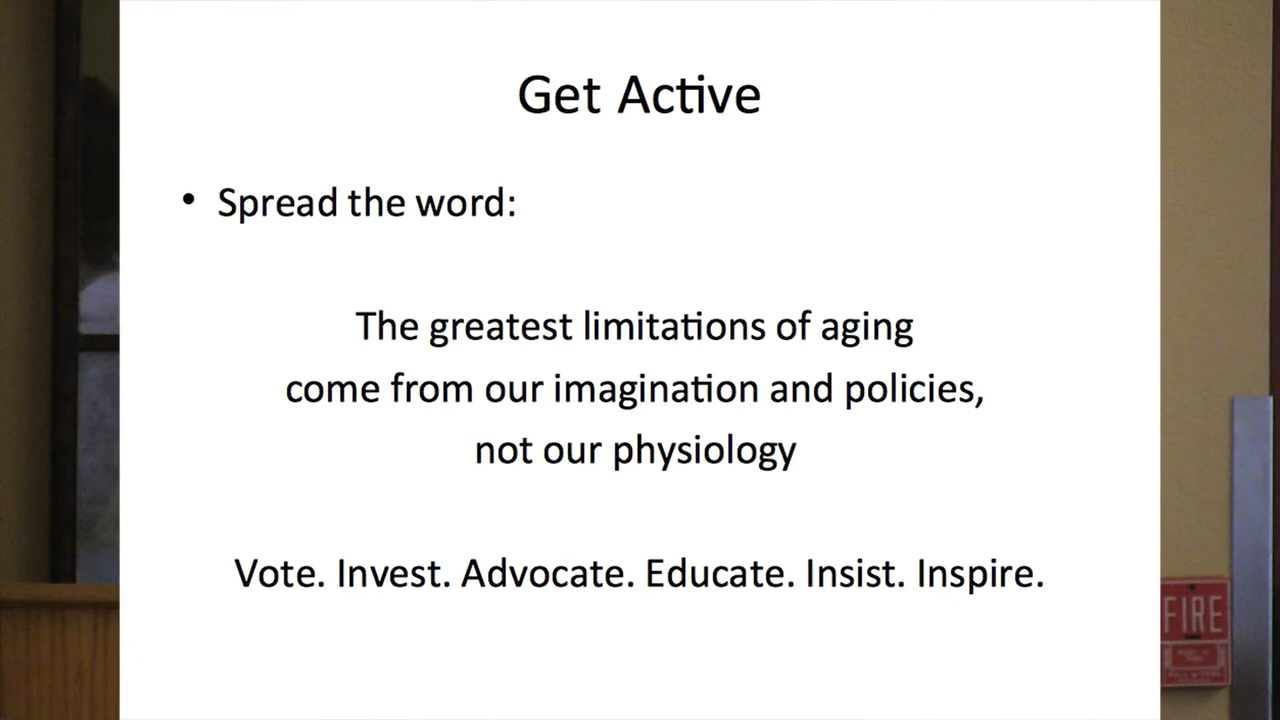 Get Active
• Spread the word:
The greatest limitations of aging
come from our imagination and policies,
not our physiology
Vote. Invest. Advocate. Educate. Insist. Inspire.
FIRE